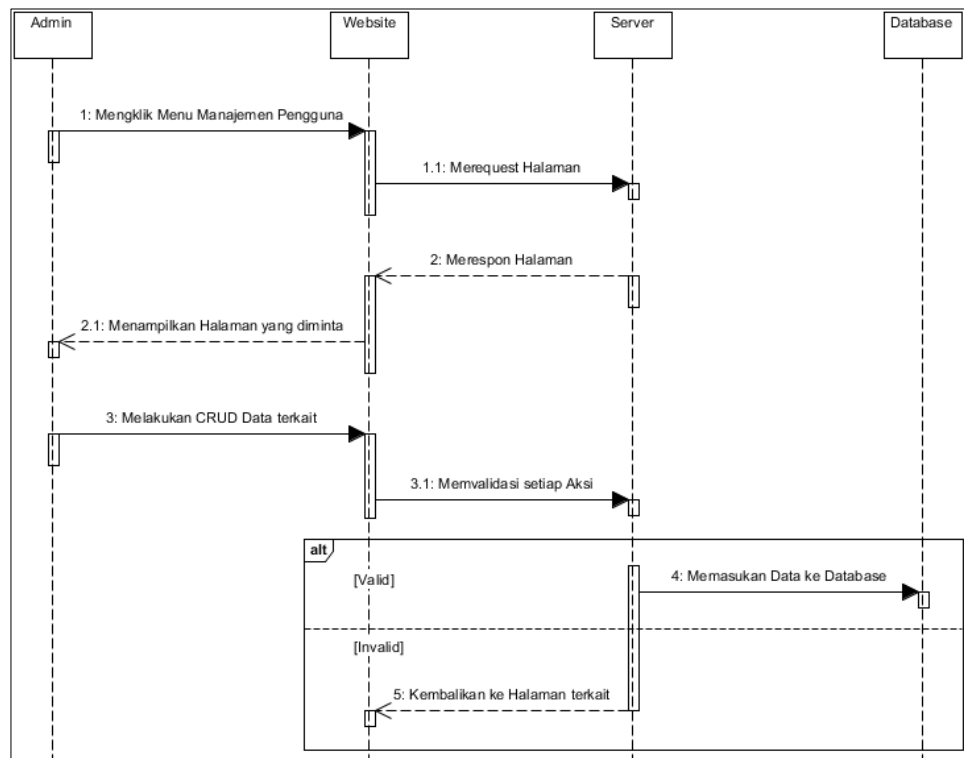 Admin
Website
Server
Database
1: Mengklik Menu Manajemen Pengguna
1.1: Merequest Halaman
2: Merespon Halaman
2.1: Menampilkan Halaman yang diminta
3: Melakukan CRUD Data terkait
3.1: Memvalidasi setiap Aksi
alt
[Valid]
4: Memasukan Data ke Database
[Invalid]
5: Kembalikan ke Halaman terkait